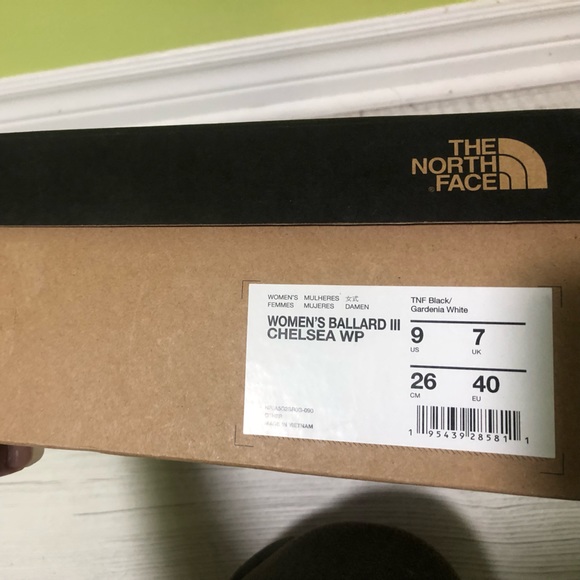 THE
NORTH
FACE
WOMEN'S MULHERES 女式
FEMMES MUJERES DAMEN
WOMEN'S BALLARD III
CHELSEA WP
MADE IN VIETNAM
TNF Black/
Gardenia White
9 7
US UK
26 40
CM EU
1 95439 28581 1